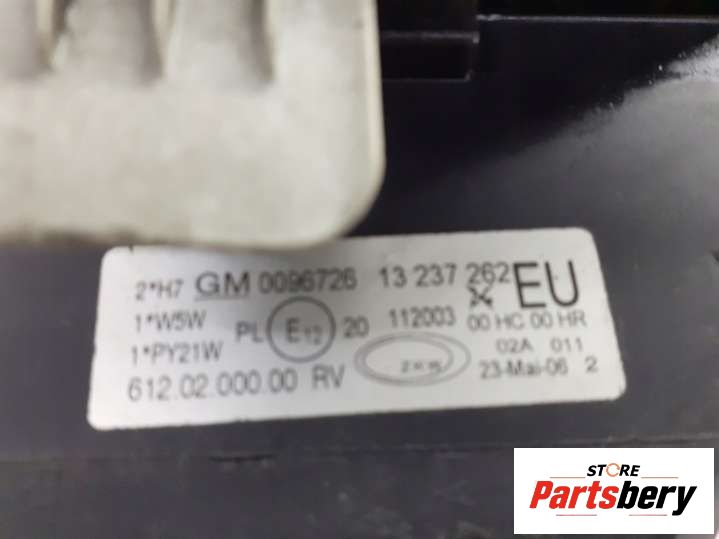 2*H7 GM 0096726 13 237 262 EU
1*W5W PL E12 20 112003 00 HC 00 HR
1*PY21W 02A 011
612.02.000.00 RV 23-Mai-06 2
STORE
Partsbery